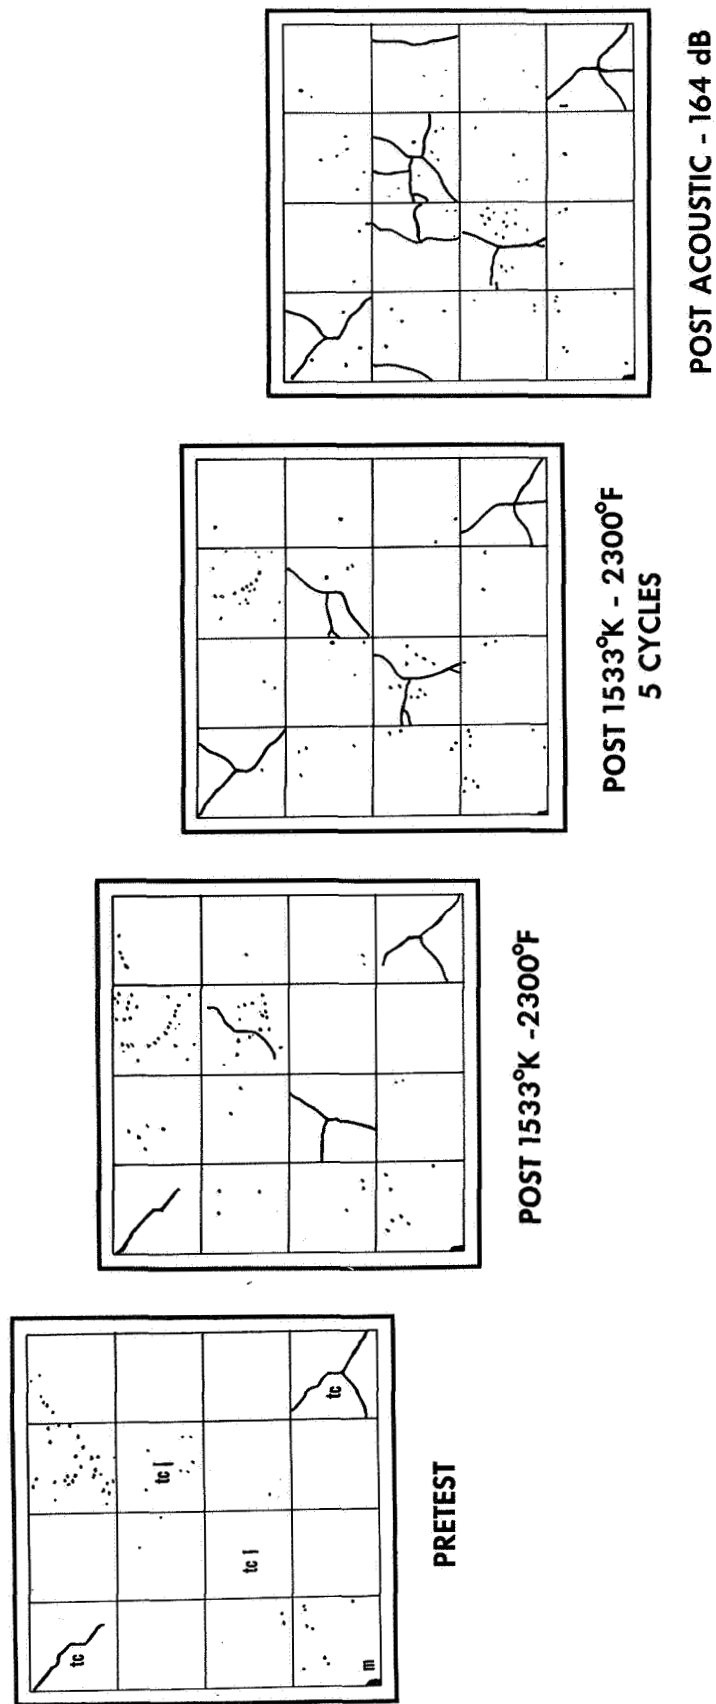 tc
tc
tc
tc
m
PRETEST
POST 1533°K -2300°F
POST 1533°K - 2300°F
5 CYCLES
POST ACOUSTIC - 164 dB